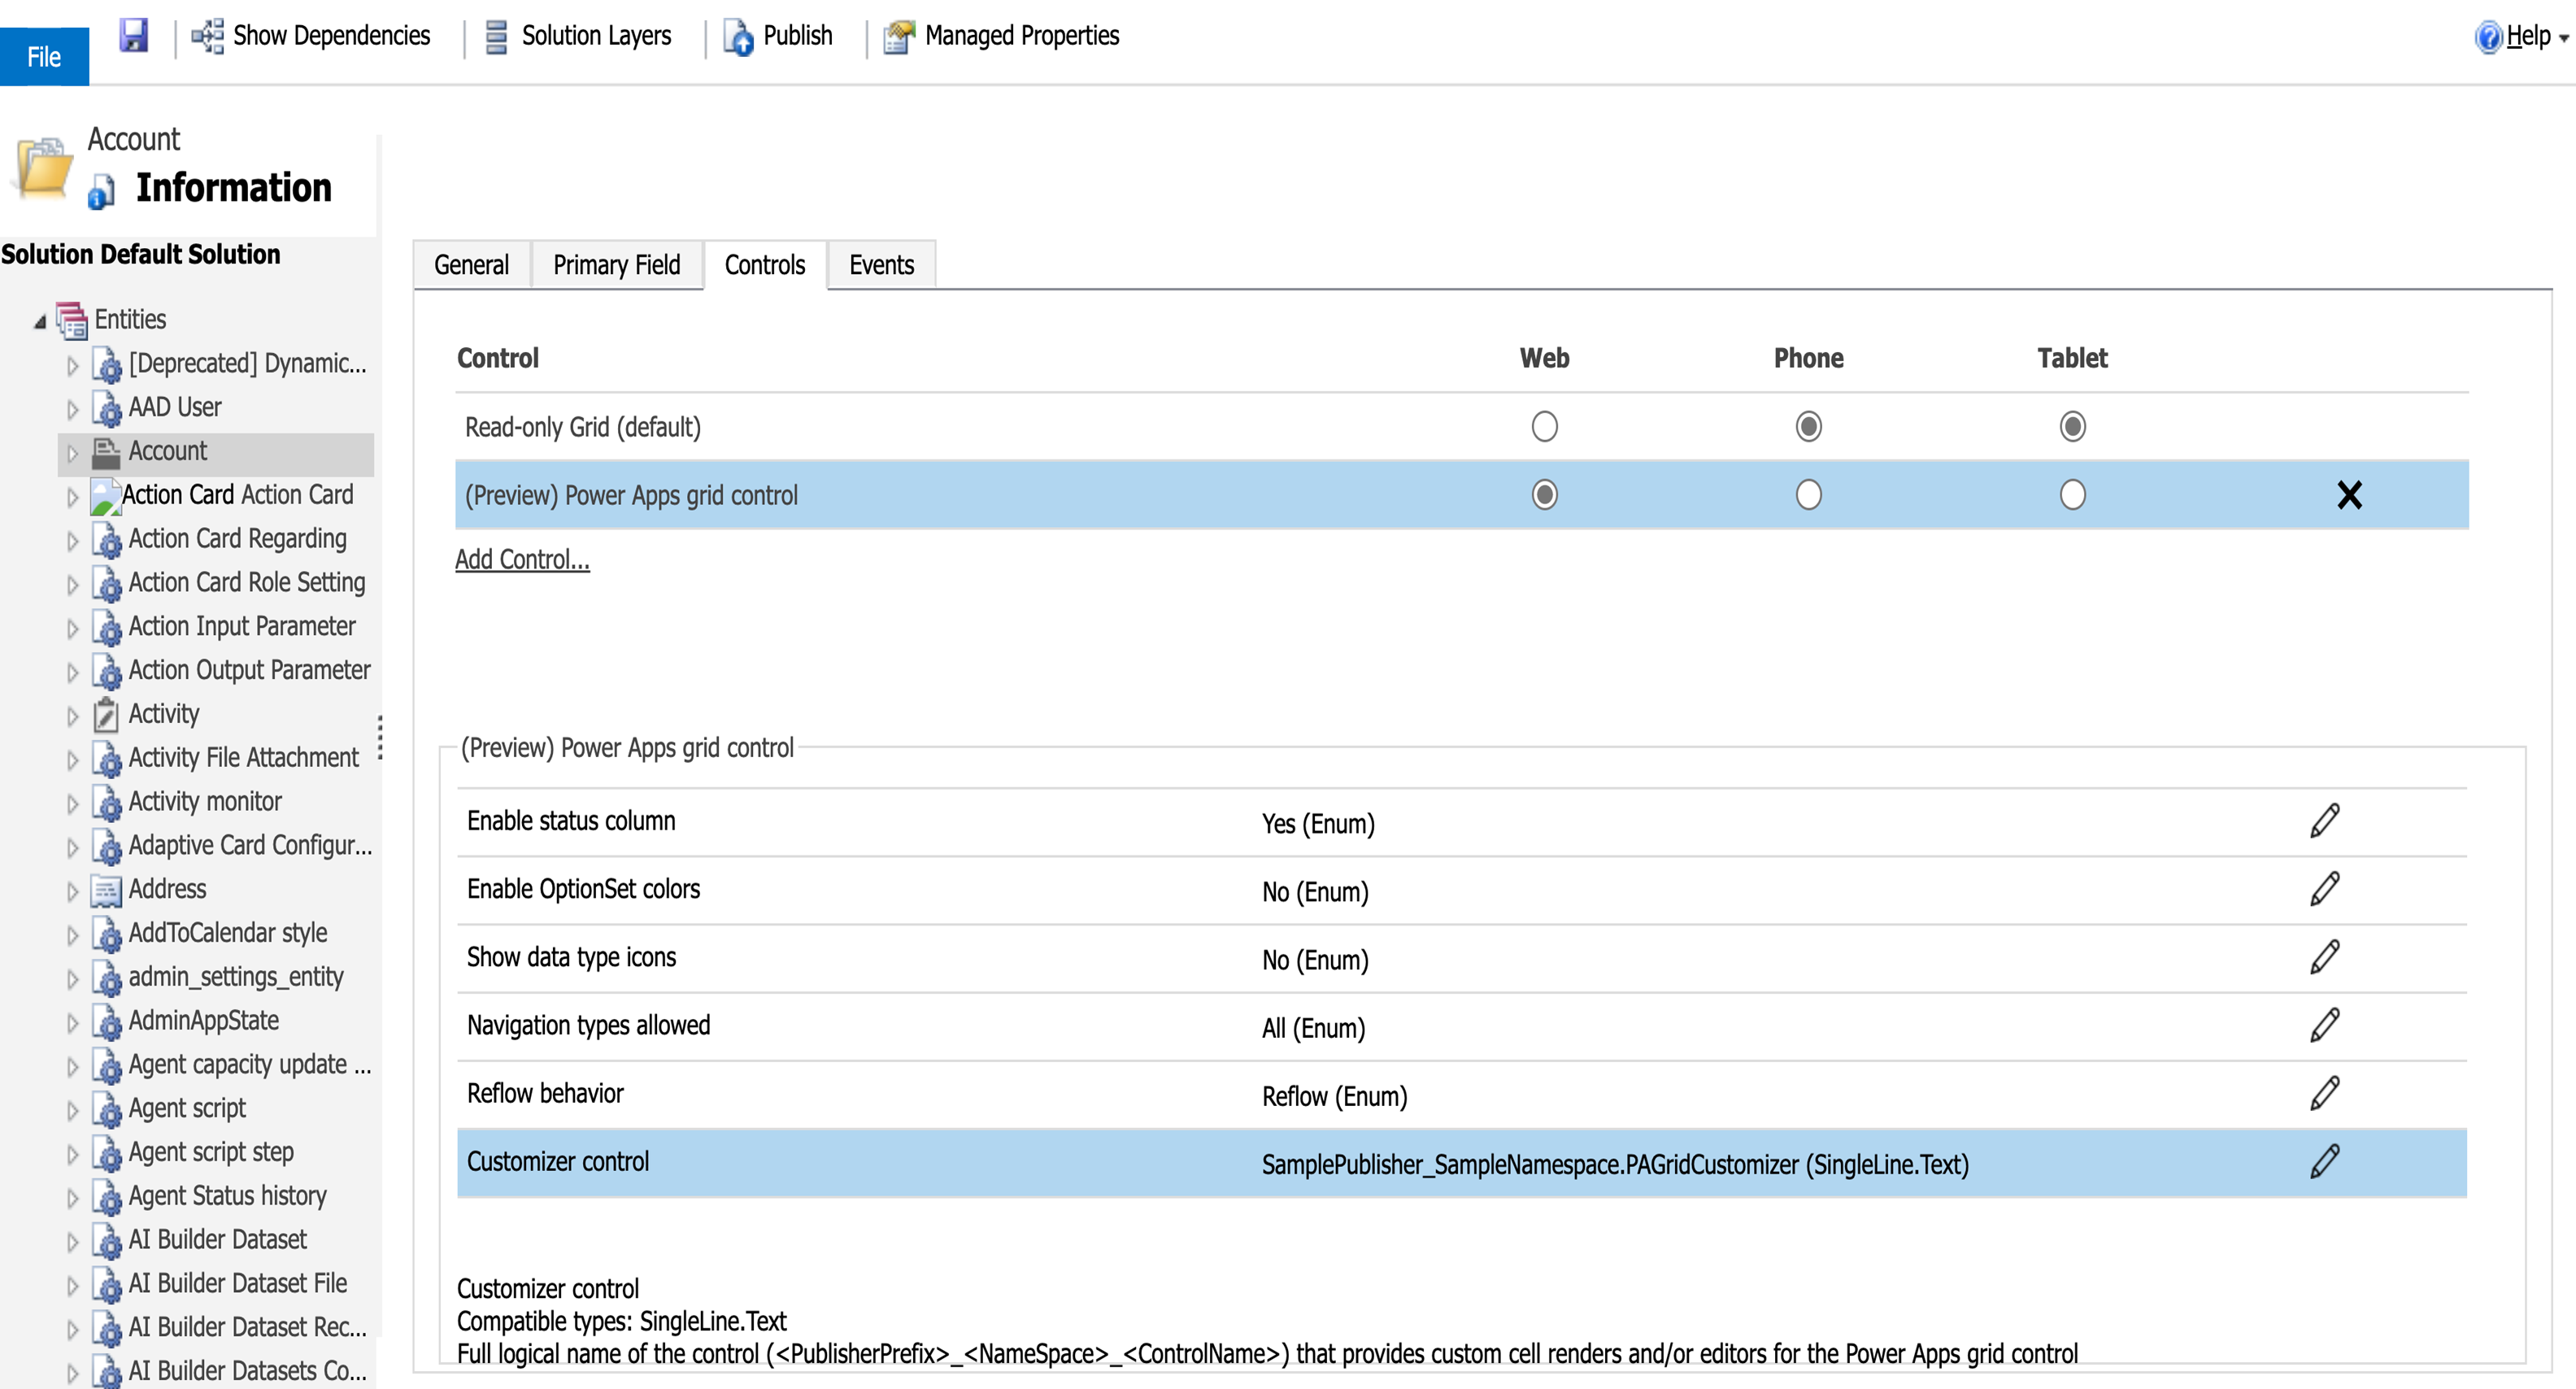 File
Show Dependencies
Solution Layers
Publish
Managed Properties
Help
Account
Information
Solution Default Solution
Entities
[Deprecated] Dynamic...
AAD User
Account
Action Card Action Card
Action Card Regarding
Action Card Role Setting
Action Input Parameter
Action Output Parameter
Activity
Activity File Attachment
Activity monitor
Adaptive Card Configur...
Address
AddToCalendar style
admin_settings_entity
AdminAppState
Agent capacity update ...
Agent script
Agent script step
Agent Status history
AI Builder Dataset
AI Builder Dataset File
AI Builder Dataset Rec...
AI Builder Datasets Co...
General Primary Field Controls Events
Control Web Phone Tablet
Read-only Grid (default)
(Preview) Power Apps grid control
Add Control...
(Preview) Power Apps grid control
Enable status column Yes (Enum)
Enable OptionSet colors No (Enum)
Show data type icons No (Enum)
Navigation types allowed All (Enum)
Reflow behavior Reflow (Enum)
Customizer control SamplePublisher_SampleNamespace.PAGridCustomizer (SingleLine.Text)
Customizer control
Compatible types: SingleLine.Text
Full logical name of the control (<PublisherPrefix>_<NameSpace>_<ControlName>) that provides custom cell renders and/or editors for the Power Apps grid control